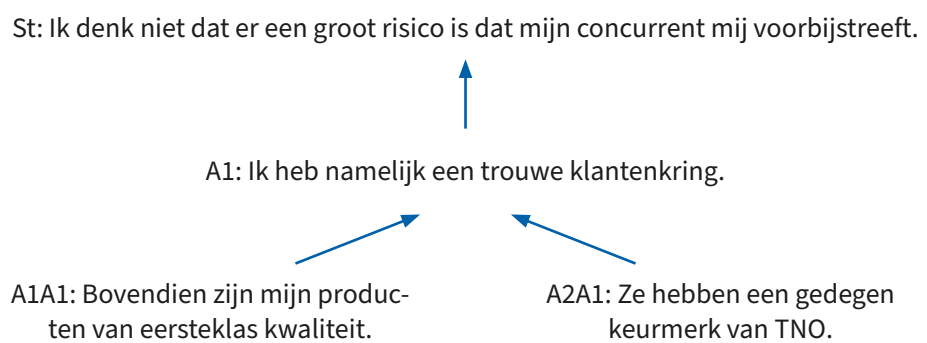 St: Ik denk niet dat er een groot risico is dat mijn concurrent mij voorbijstreeft.
A1: Ik heb namelijk een trouwe klantenkring.
A1A1: Bovendien zijn mijn produc-
ten van eersteklas kwaliteit.
A2A1: Ze hebben een gedegen
keurmerk van TNO.